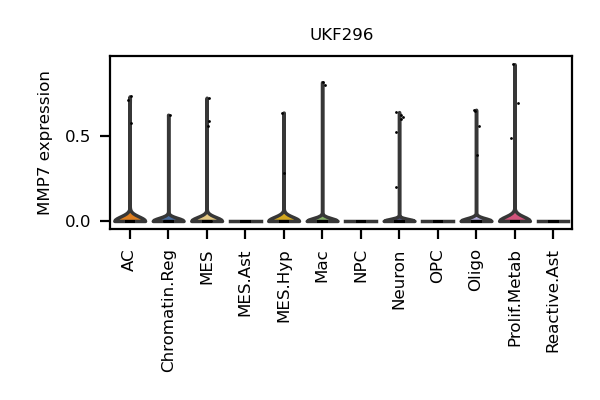 UKF296
MMP7 expression
0.5
0.0
AC
Chromatin.Reg
MES
MES.Ast
MES.Hyp
Mac
NPC
Neuron
OPC
Oligo
Prolif.Metab
Reactive.Ast